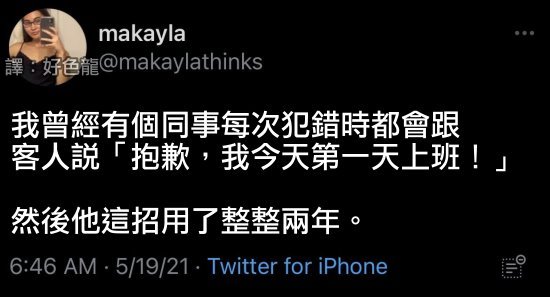 makayla
譯：好色龍@makaylathinks
我曾經有個同事每次犯錯時都會跟
客人説「抱歉，我今天第一天上班！」
然後他這招用了整整兩年。
6:46 AM · 5/19/21 · Twitter for iPhone